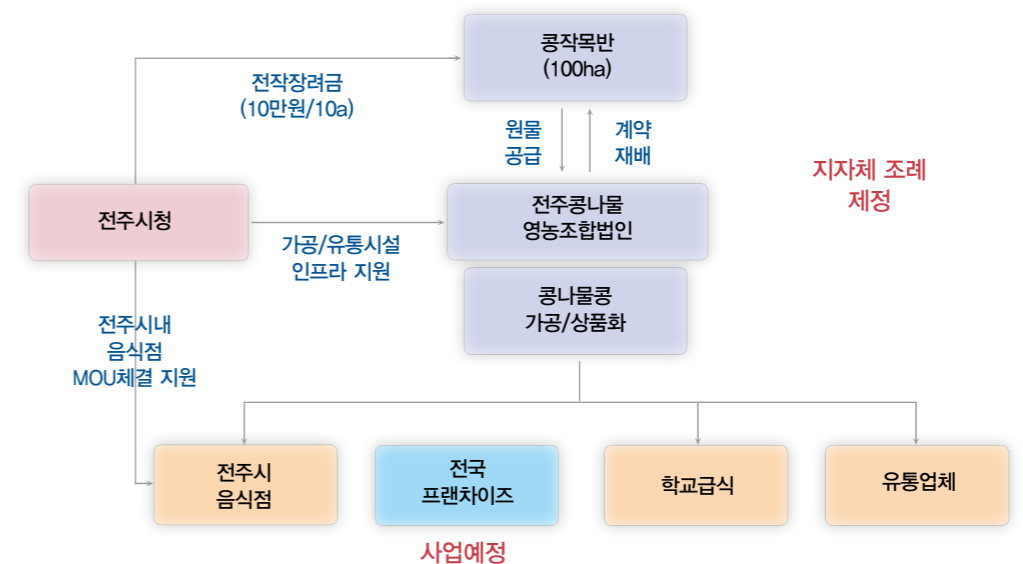 콩작목반
(100ha)
전작장려금
(10만원/10a)
원물
공급
계약
재배
지자체 조례
제정
전주시청
전주콩나물
영농조합법인
가공/유통시설
인프라 지원
콩나물콩
가공/상품화
전주시내
음식점
MOU체결 지원
전주시
음식점
전국
프랜차이즈
학교급식
유통업체
사업예정